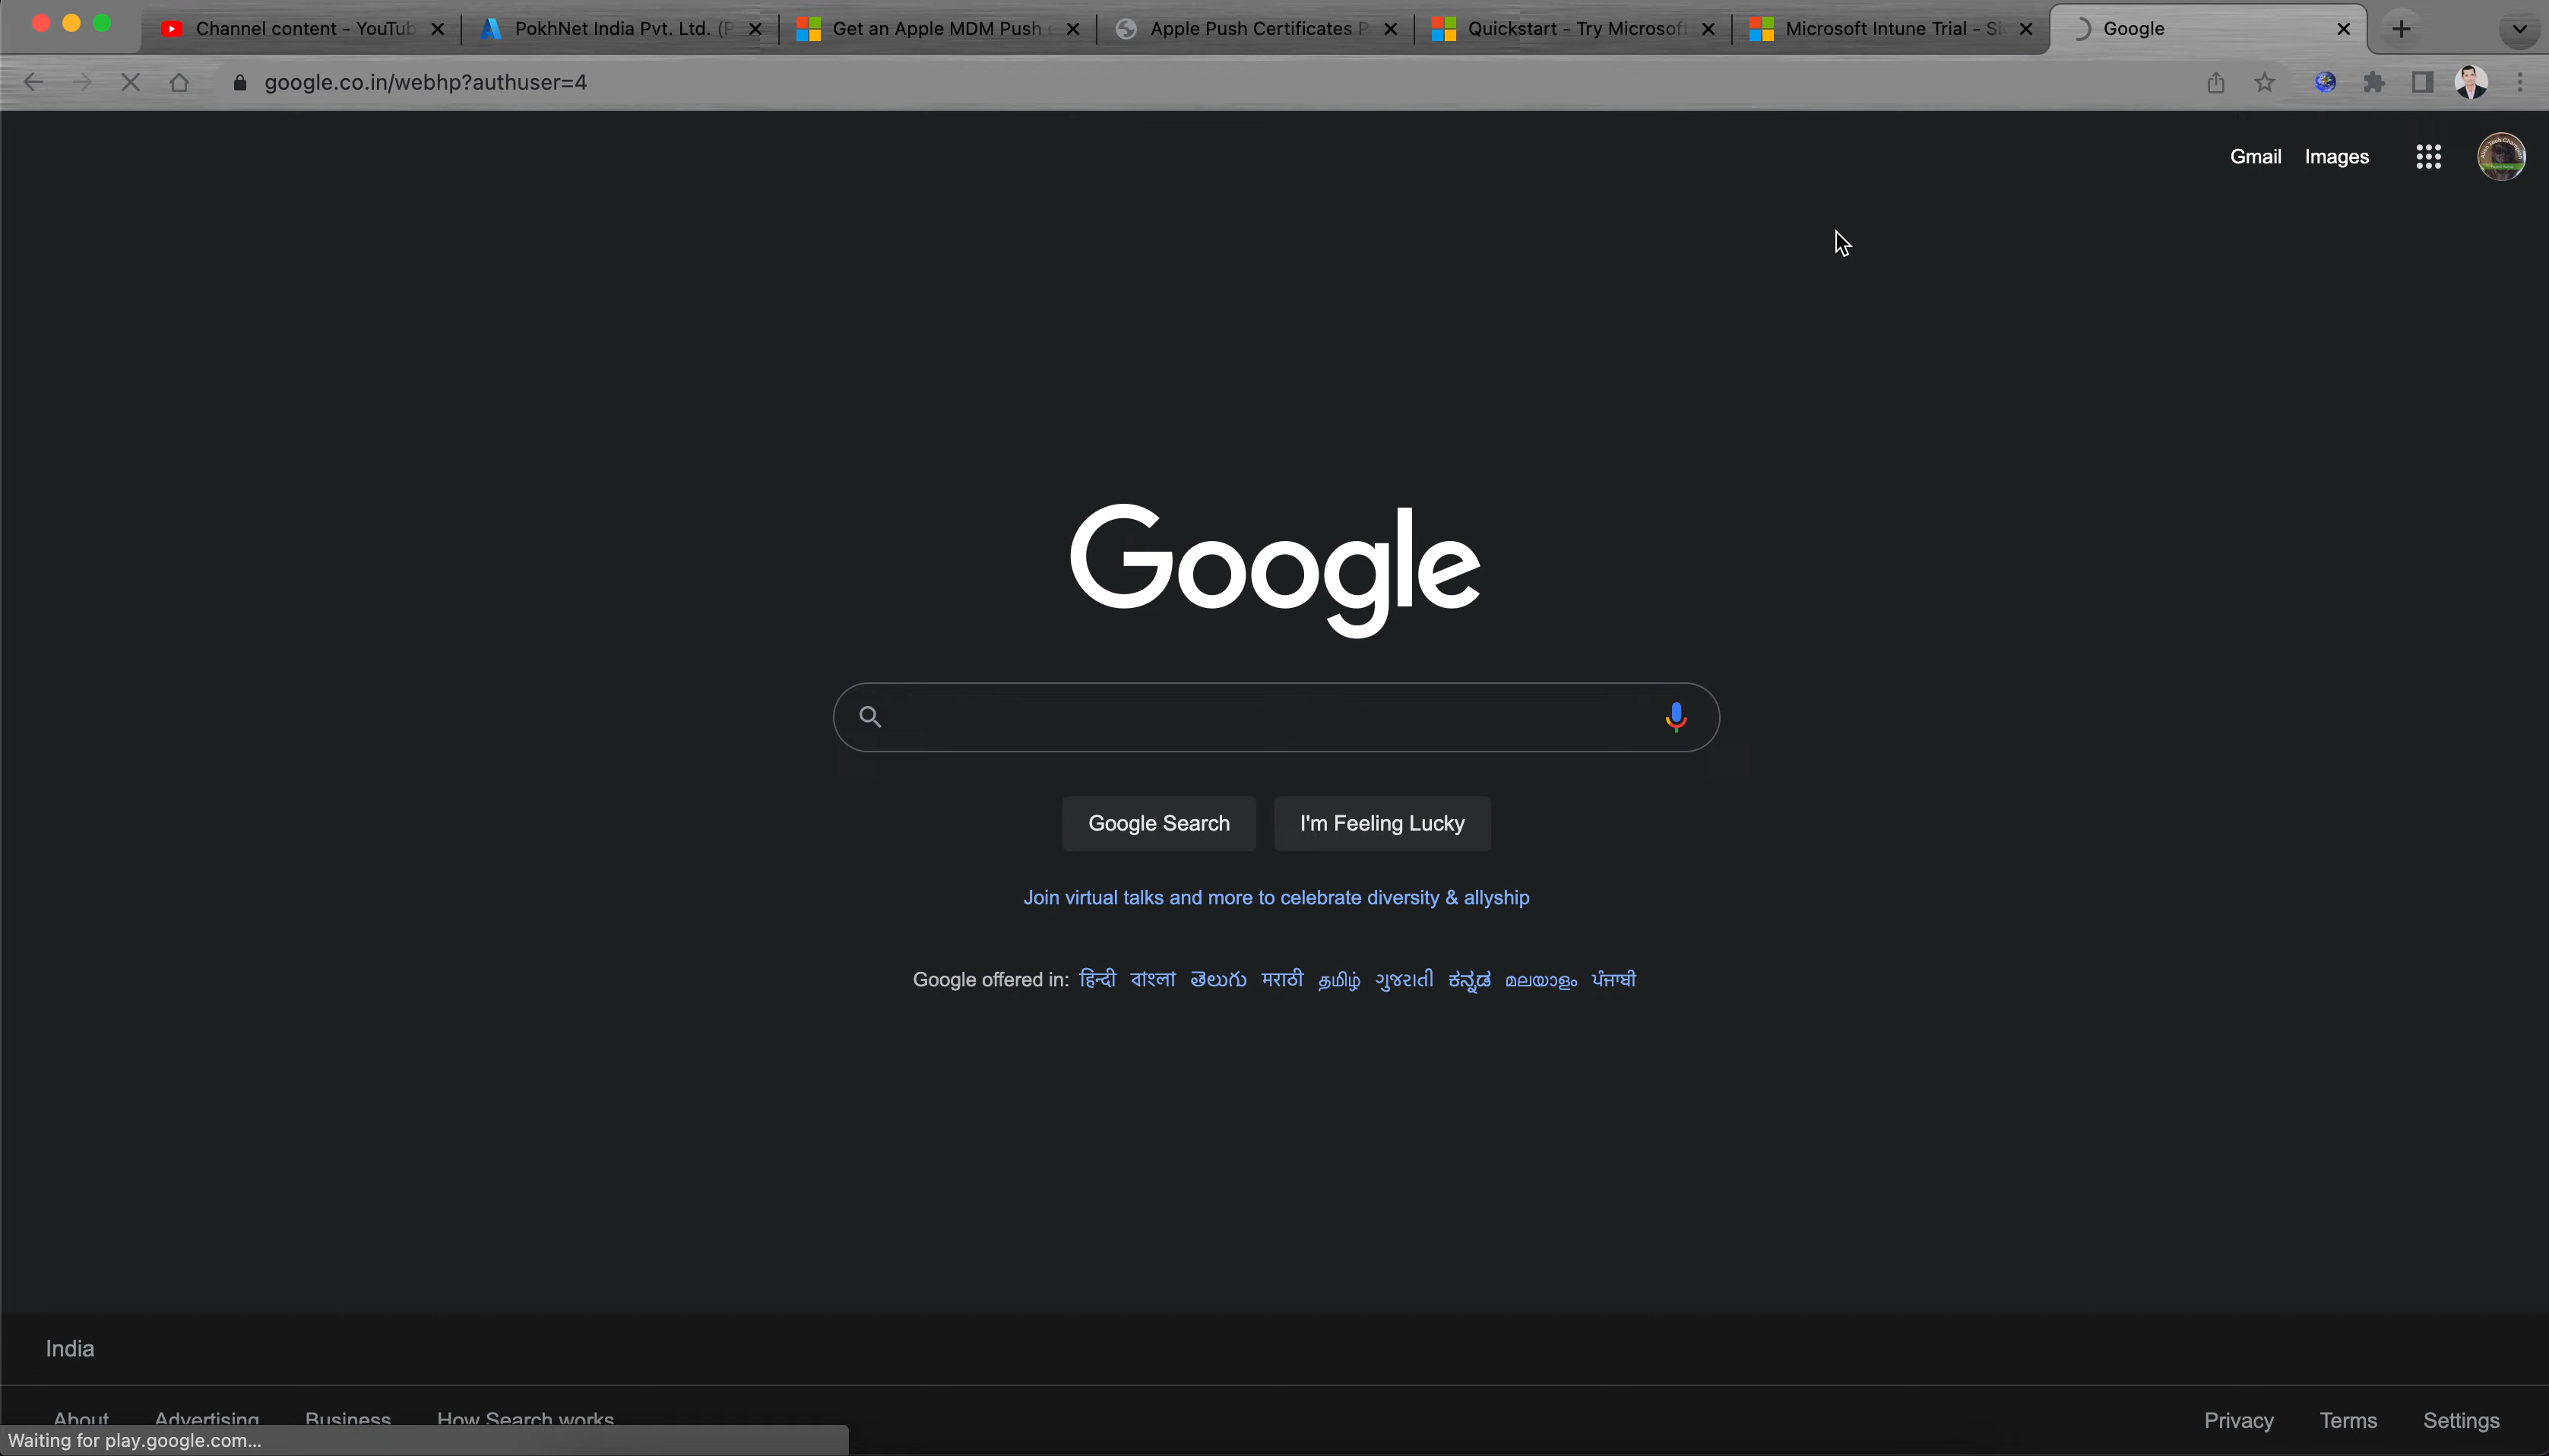 Channel content - YouTub
PokhNet India Pvt. Ltd. (P
Get an Apple MDM Push c
Apple Push Certificates P
Quickstart - Try Microsoft
Microsoft Intune Trial - Si
Google
google.co.in/webhp?authuser=4
Gmail Images
Google
Google Search I'm Feeling Lucky
Join virtual talks and more to celebrate diversity & allyship
Google offered in: हिन्दी বাংলা తెలుగు मराठी தமிழ் ગુજરાતી ಕನ್ನಡ മലയാളം ਪੰਜਾਬੀ
India
About Advertising Business How Search works Privacy Terms Settings
Waiting for play.google.com...